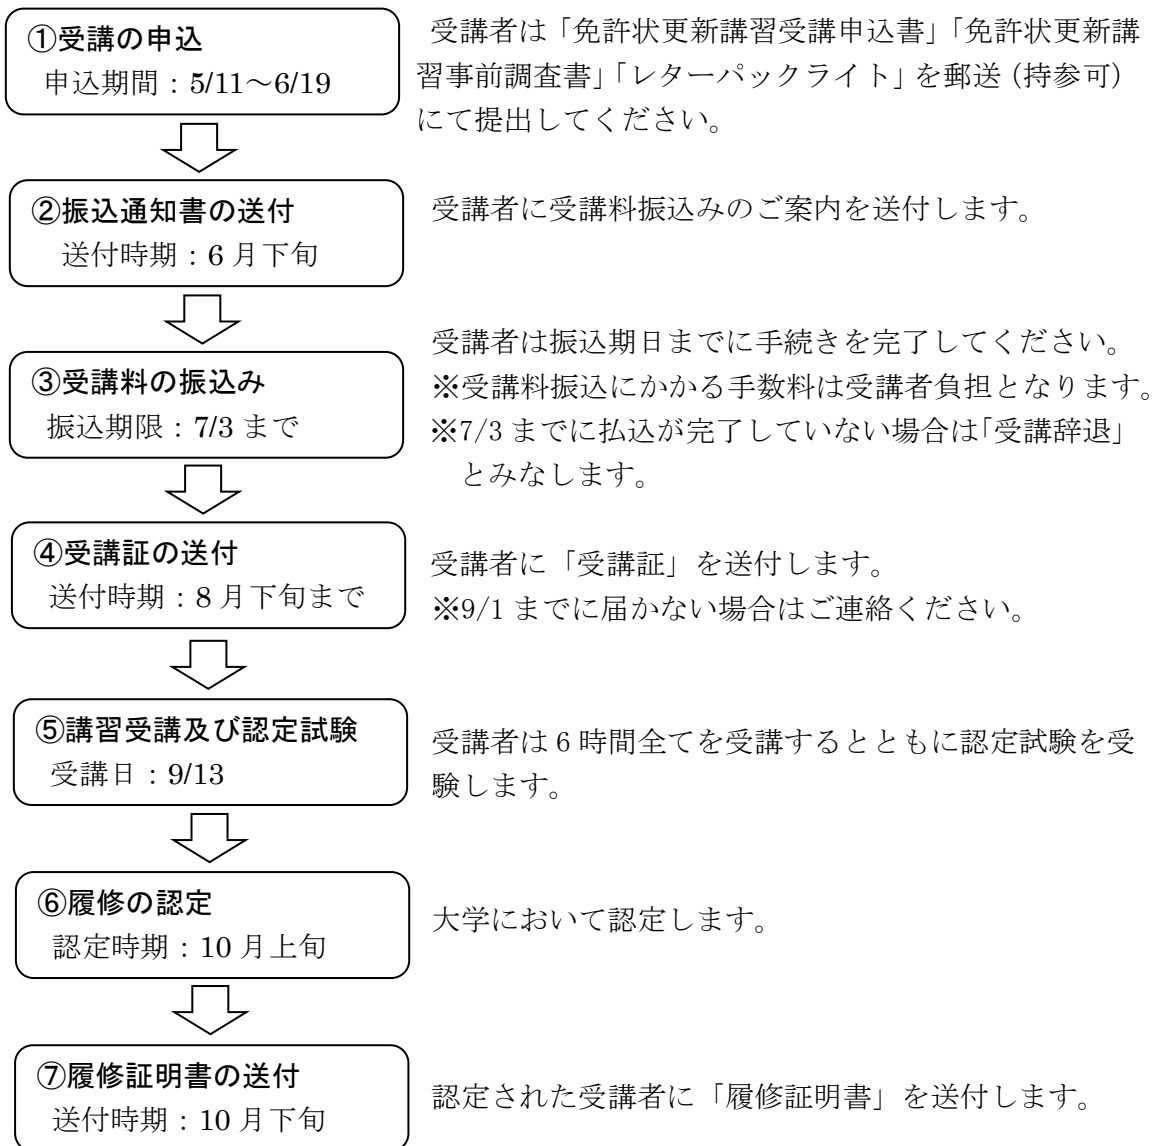 ①受講の申込
申込期間：5/11～6/19
受講者は「免許状更新講習受講申込書」「免許状更新講
習事前調査書」「レターパックライト」を郵送（持参可）
にて提出してください。
②振込通知書の送付
送付時期：6 月下旬
受講者に受講料振込みのご案内を送付します。
③受講料の振込み
振込期限：7/3 まで
受講者は振込期日までに手続きを完了してください。
※受講料振込にかかる手数料は受講者負担となります。
※7/3 までに払込が完了していない場合は「受講辞退」
とみなします。
④受講証の送付
送付時期：8 月下旬まで
受講者に「受講証」を送付します。
※9/1 までに届かない場合はご連絡ください。
⑤講習受講及び認定試験
受講日：9/13
受講者は 6 時間全てを受講するとともに認定試験を受
験します。
⑥履修の認定
認定時期：10 月上旬
大学において認定します。
⑦履修証明書の送付
送付時期：10 月下旬
認定された受講者に「履修証明書」を送付します。